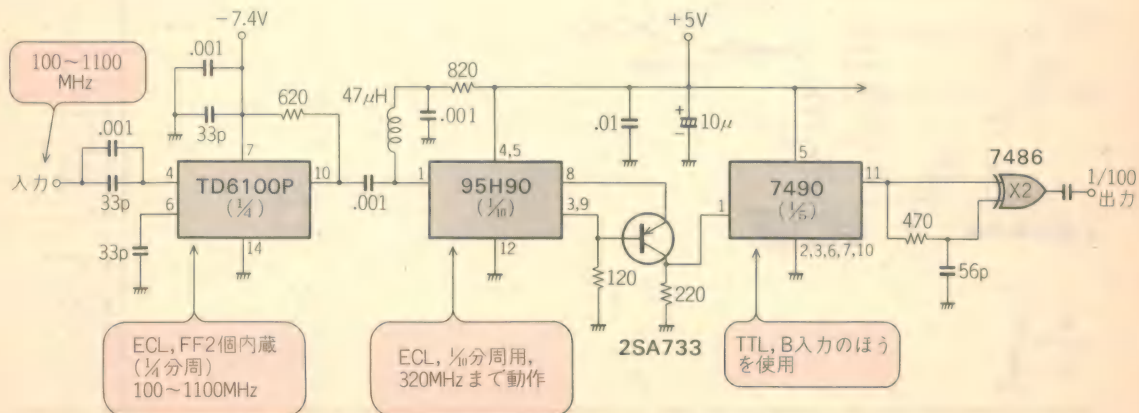 100~1100
MHz
入力
.001
33p
33p
.001
33p
-7.4V
620
4
6
7
10
14
TD6100P
(1/4)
ECL, FF2個内蔵
(1/4分周)
100~1100MHz
.001
47μH
.001
820
1
4,5
8
3,9
12
95H90
(1/10)
ECL, 1/10分周用,
320MHzまで動作
120
220
2SA733
+5V
.01
+
-
10μ
1
5
11
2,3,6,7,10
7490
(1/5)
TTL, B入力のほう
を使用
470
56p
7486
X2
1/100
出力